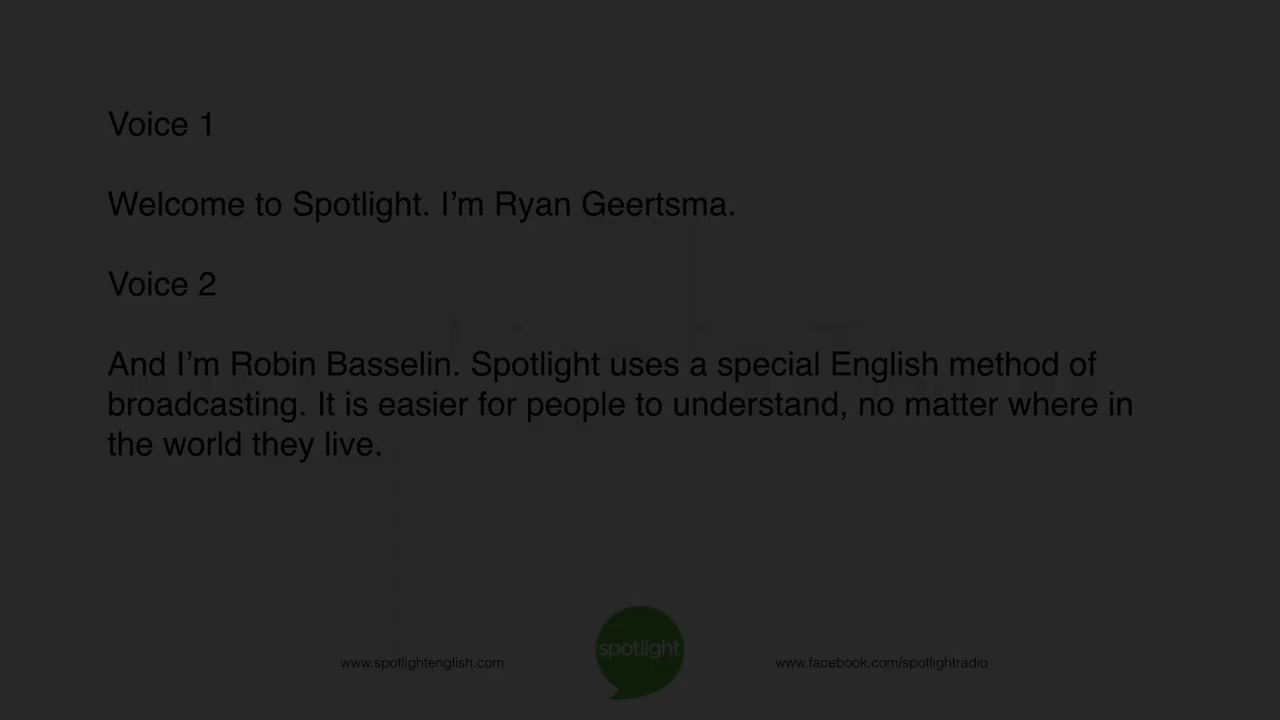 Voice 1
Welcome to Spotlight. I’m Ryan Geertsma.
Voice 2
And I’m Robin Basselin. Spotlight uses a special English method of
broadcasting. It is easier for people to understand, no matter where in
the world they live.
spotlight
www.spotlightenglish.com
www.facebook.com/spotlightradio